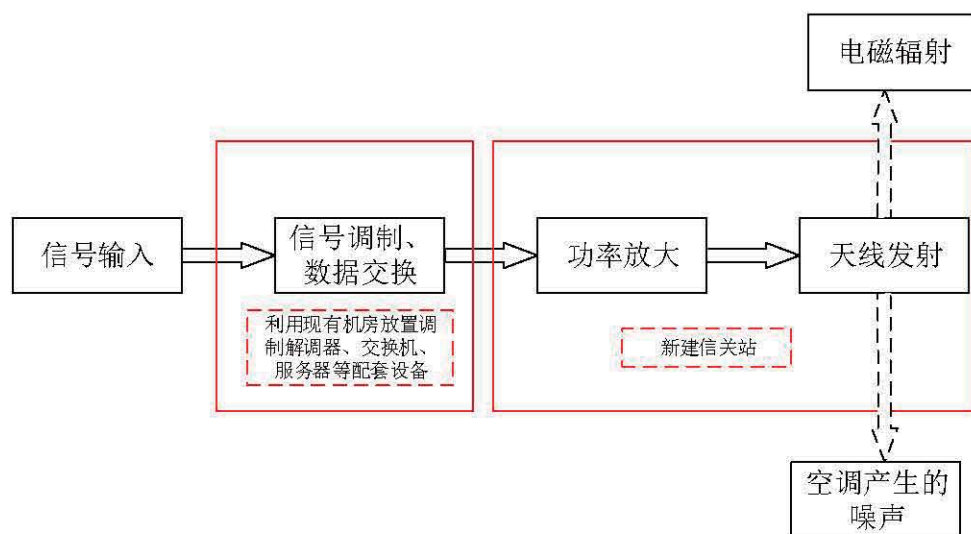 电磁辐射
信号输入
信号调制、
数据交换
功率放大
天线发射
利用现有机房放置调
制解调器、交换机、
服务器等配套设备
新建信关站
空调产生的
噪声